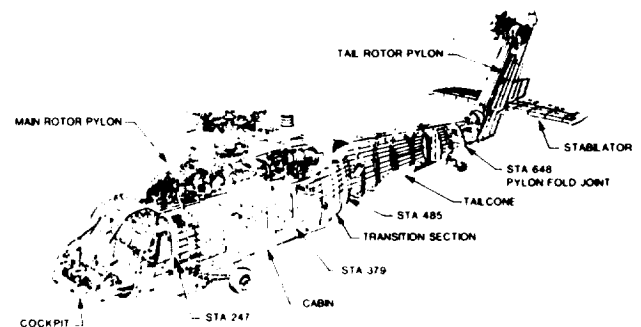 TAIL ROTOR PYLON
MAIN ROTOR PYLON
STABILATOR
STA 648
PYLON FOLD JOINT
TAILCONE
STA 485
TRANSITION SECTION
STA 379
CABIN
STA 247
COCKPIT